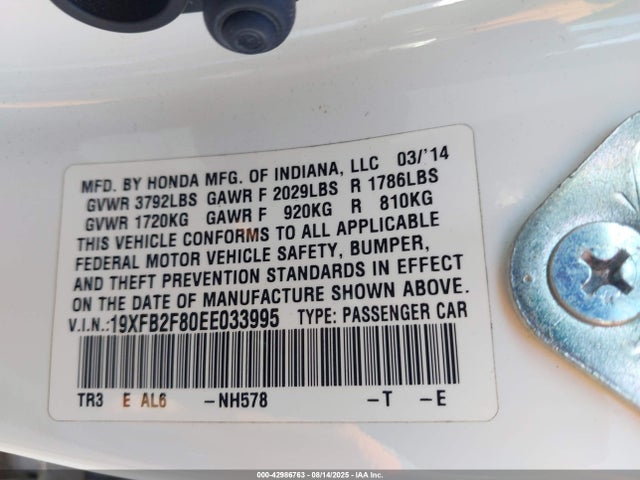 MFD. BY HONDA MFG. OF INDIANA, LLC 03/'14
GVWR 3792LBS GAWR F 2029LBS R 1786LBS
GVWR 1720KG GAWR F 920KG R 810KG
THIS VEHICLE CONFORMS TO ALL APPLICABLE
FEDERAL MOTOR VEHICLE SAFETY, BUMPER,
AND THEFT PREVENTION STANDARDS IN EFFECT
ON THE DATE OF MANUFACTURE SHOWN ABOVE.
V.I.N.:19XFB2F80EE033995 TYPE: PASSENGER CAR
TR3 E AL6 -NH578 -T -E
000-42986763 - 08/14/2025 - IAA Inc.